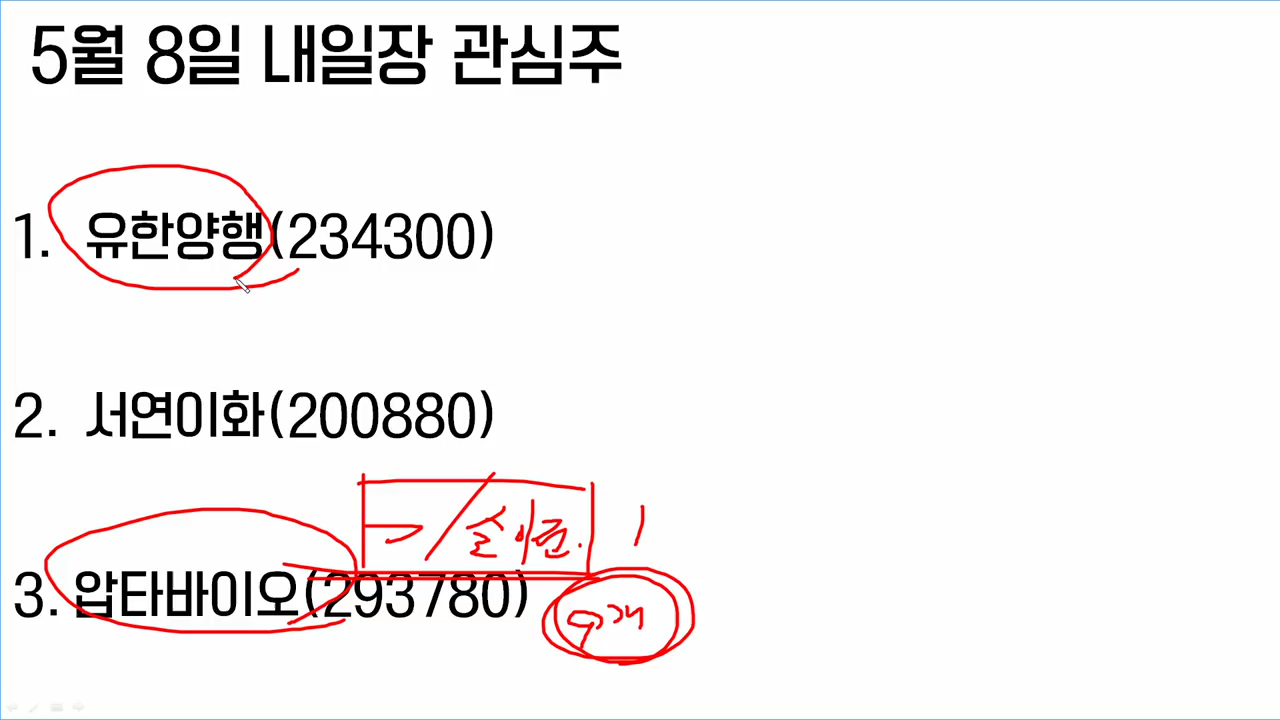 5월 8일 내일장 관심주
1. 유한양행(234300)
2. 서연이화(200880)
3. 압타바이오(293780)